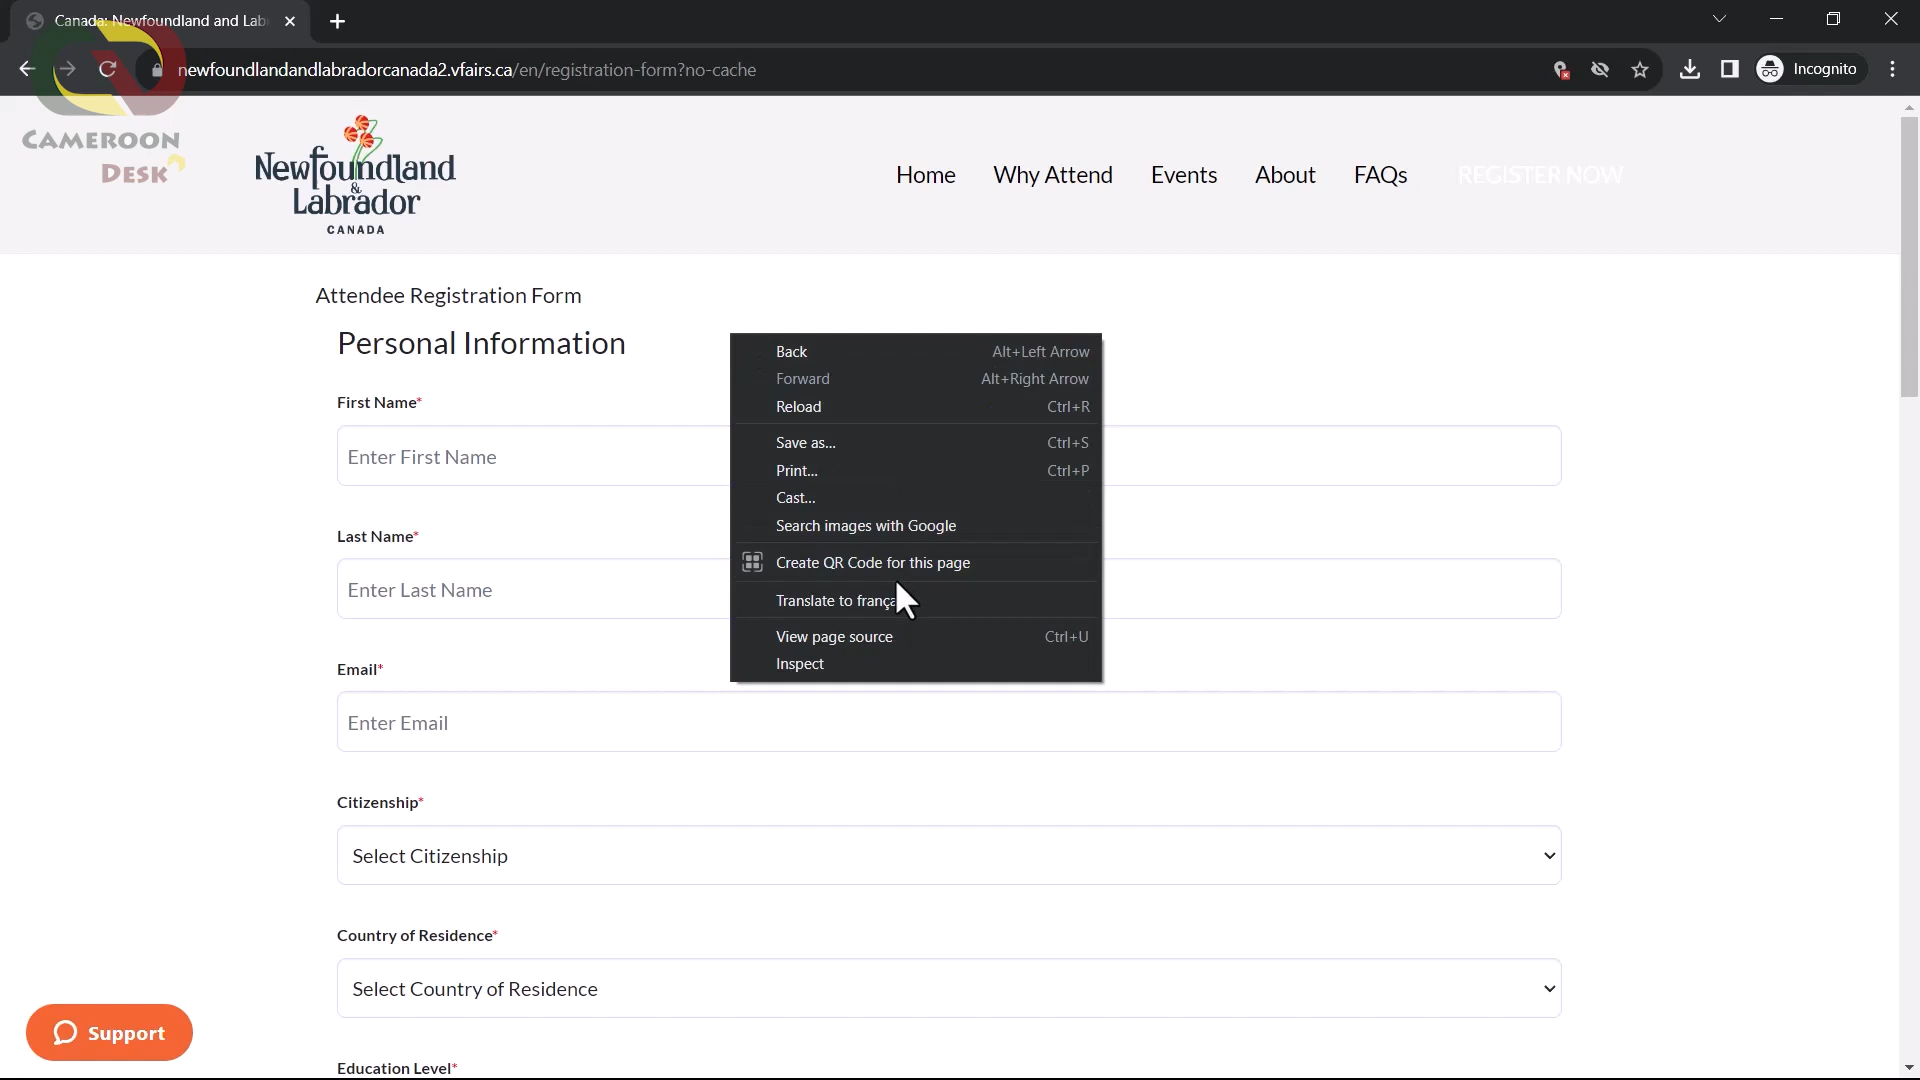 Canada: Newfoundland and Lab
newfoundlandandlabradorcanada2.vfairs.ca/en/registration-form?no-cache
Incognito
CAMEROON
DESK
Newfoundland
&
Labrador
CANADA
Home
Why Attend
Events
About
FAQs
REGISTER NOW
Attendee Registration Form
Personal Information
First Name*
Enter First Name
Last Name*
Enter Last Name
Email*
Enter Email
Citizenship*
Select Citizenship
Country of Residence*
Select Country of Residence
Education Level*
Back Alt+Left Arrow
Forward Alt+Right Arrow
Reload Ctrl+R
Save as... Ctrl+S
Print... Ctrl+P
Cast...
Search images with Google
Create QR Code for this page
Translate to frança
View page source Ctrl+U
Inspect
Support